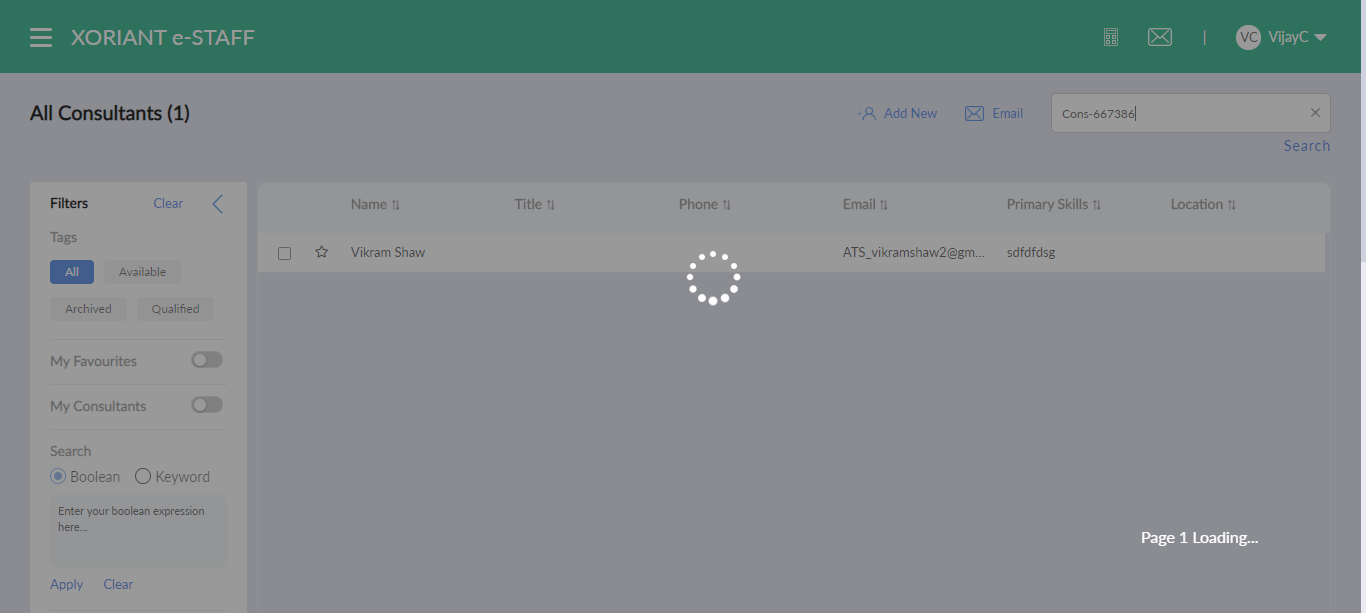 XORIANT e-STAFF
|
VC VijayC
All Consultants (1)
Add New
Email
Cons-667386
Search
Filters
Clear
Tags
All
Available
Archived
Qualified
My Favourites
My Consultants
Search
Boolean
Keyword
Enter your boolean expression
here...
Apply
Clear
Name Title Phone Email Primary Skills Location
Vikram Shaw ATS_vikramshaw2@gm... sdfdfdsg
Page 1 Loading...